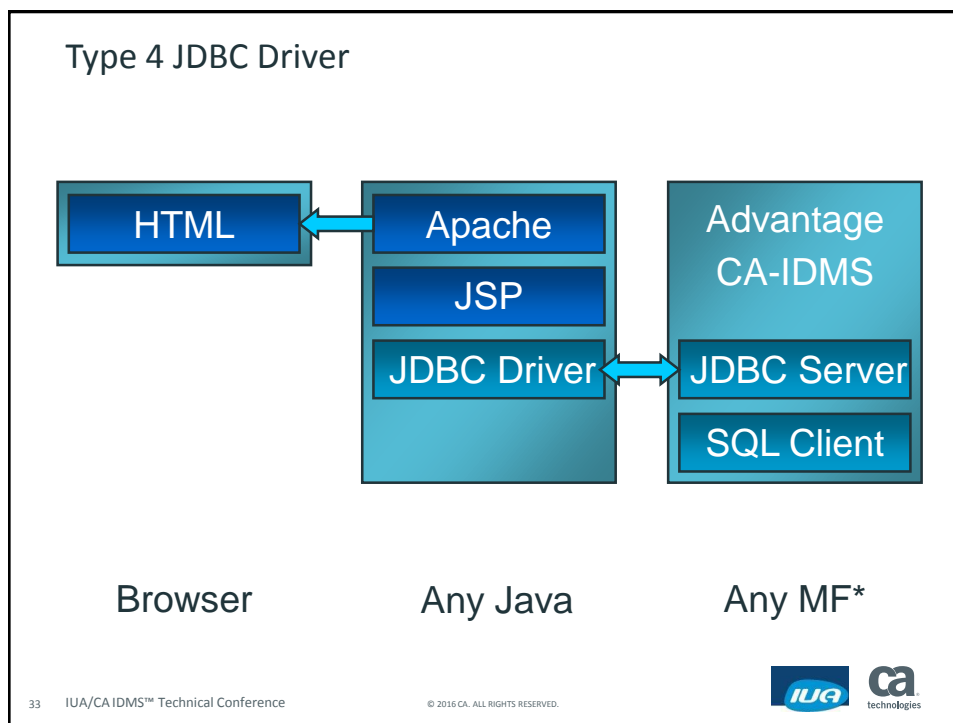 Type 4 JDBC Driver
HTML
Apache
JSP
JDBC Driver
Advantage
CA-IDMS
JDBC Server
SQL Client
Browser
Any Java
Any MF*
33 IUA/CA IDMS™ Technical Conference
© 2016 CA. ALL RIGHTS RESERVED.
IUA
ca
technologies